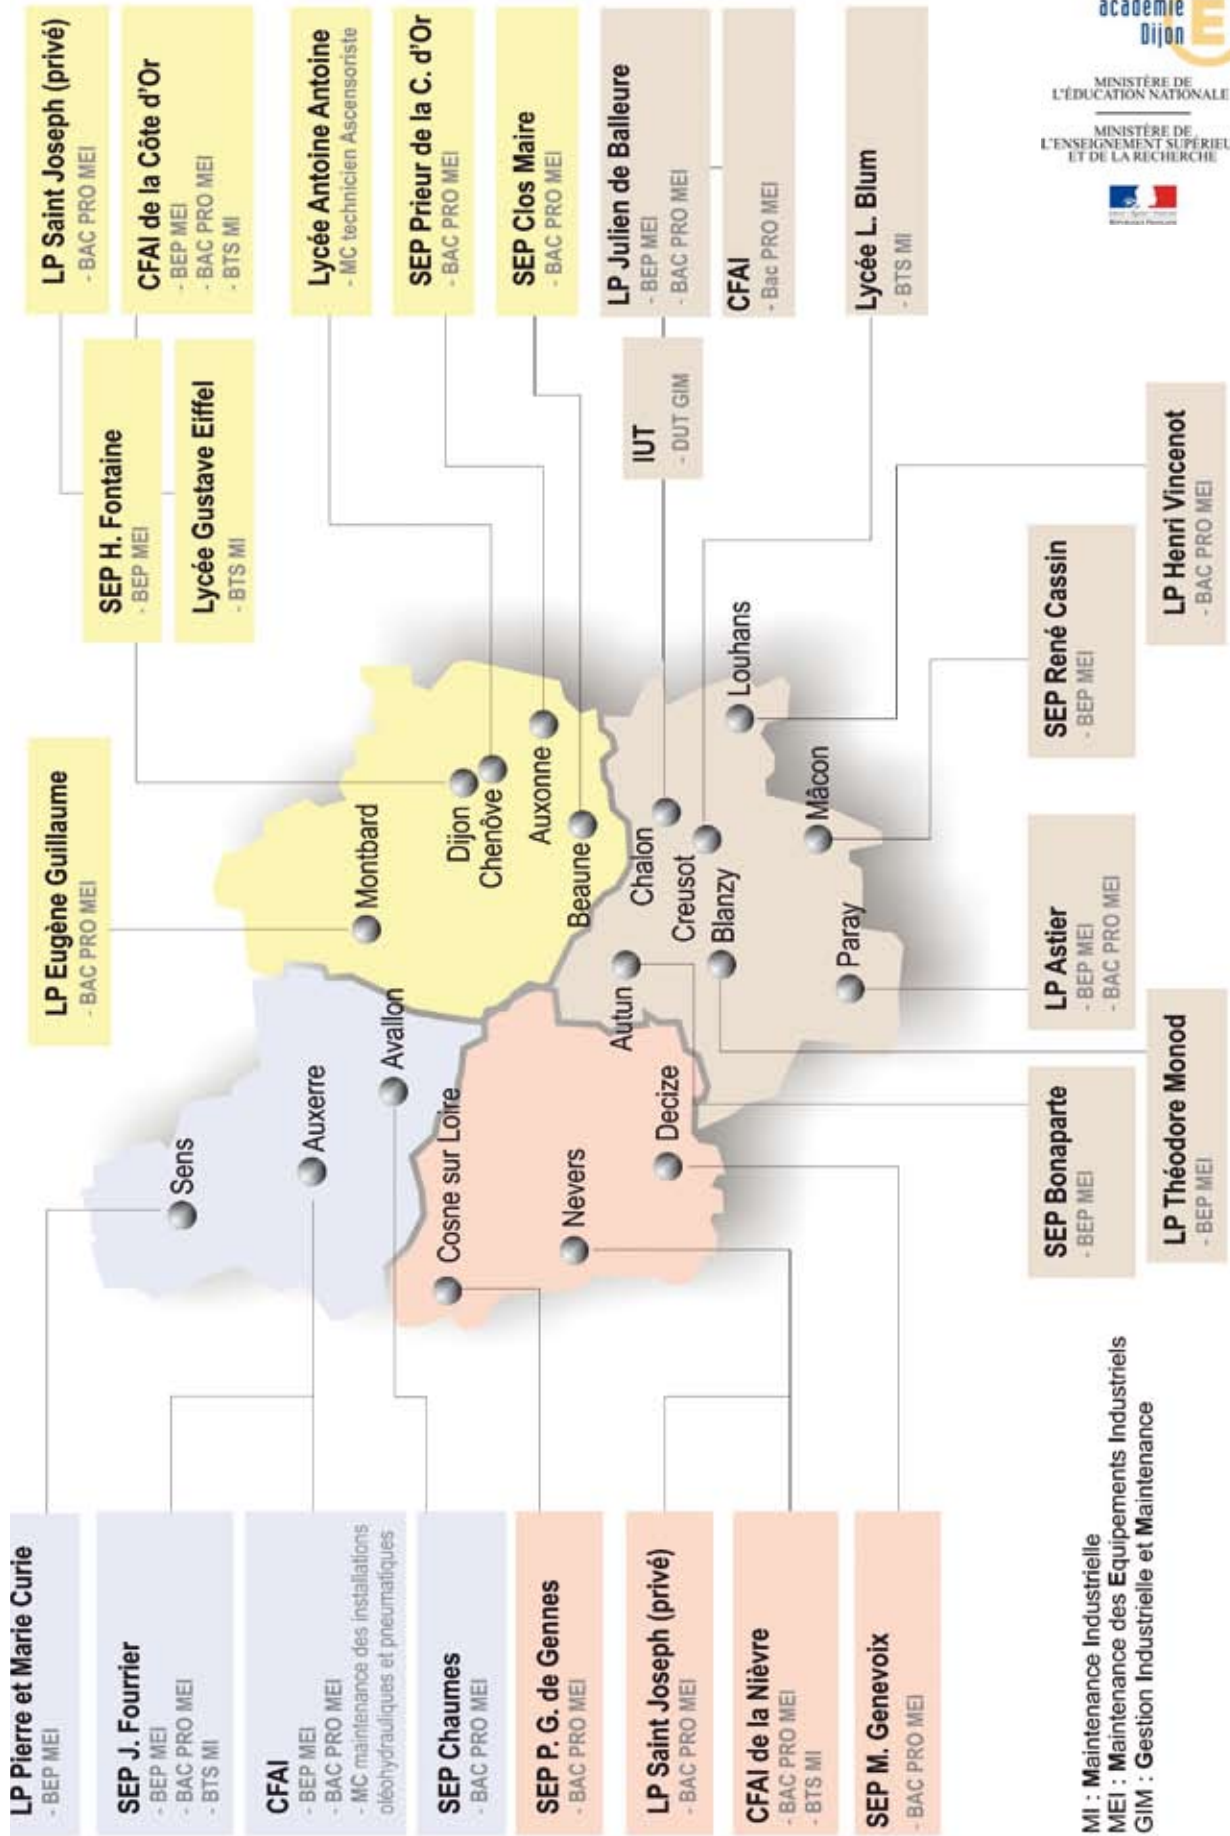 LP Pierre et Marie Curie
- BEP MEI
SEP J. Fourrier
- BEP MEI
- BAC PRO MEI
- BTS MI
CFAI
- BEP MEI
- BAC PRO MEI
- MC maintenance des installations
oléohydrauliques et pneumatiques
SEP Chaumes
- BAC PRO MEI
SEP P. G. de Gennes
- BAC PRO MEI
LP Saint Joseph (privé)
- BAC PRO MEI
CFAI de la Nièvre
- BAC PRO MEI
- BTS MI
SEP M. Genevoix
- BAC PRO MEI
MI : Maintenance Industrielle
MEI : Maintenance des Equipements Industriels
GIM : Gestion Industrielle et Maintenance
LP Eugène Guillaume
- BAC PRO MEI
Sens
Auxerre
Avallon
Cosne sur Loire
Nevers
Decize
Montbard
Dijon
Chenôve
Auxonne
Beaune
Autun
Chalon
Creusot
Blanzy
Paray
Mâcon
Louhans
SEP Bonaparte
- BEP MEI
LP Théodore Monod
- BEP MEI
LP Astier
- BEP MEI
- BAC PRO MEI
SEP René Cassin
- BEP MEI
LP Henri Vincenot
- BAC PRO MEI
LP Saint Joseph (privé)
- BAC PRO MEI
CFAI de la Côte d'Or
- BEP MEI
- BAC PRO MEI
- BTS MI
SEP H. Fontaine
- BEP MEI
Lycée Gustave Eiffel
- BTS MI
Lycée Antoine Antoine
- MC technicien Ascensoriste
SEP Prieur de la C. d'Or
- BAC PRO MEI
SEP Clos Maire
- BAC PRO MEI
LP Julien de Balleure
- BEP MEI
- BAC PRO MEI
IUT
- DUT GIM
CFAI
- Bac PRO MEI
Lycée L. Blum
- BTS MI
académie
Dijon
MINISTÈRE DE
L'ÉDUCATION NATIONALE
MINISTÈRE DE
L'ENSEIGNEMENT SUPÉRIEU
ET DE LA RECHERCHE